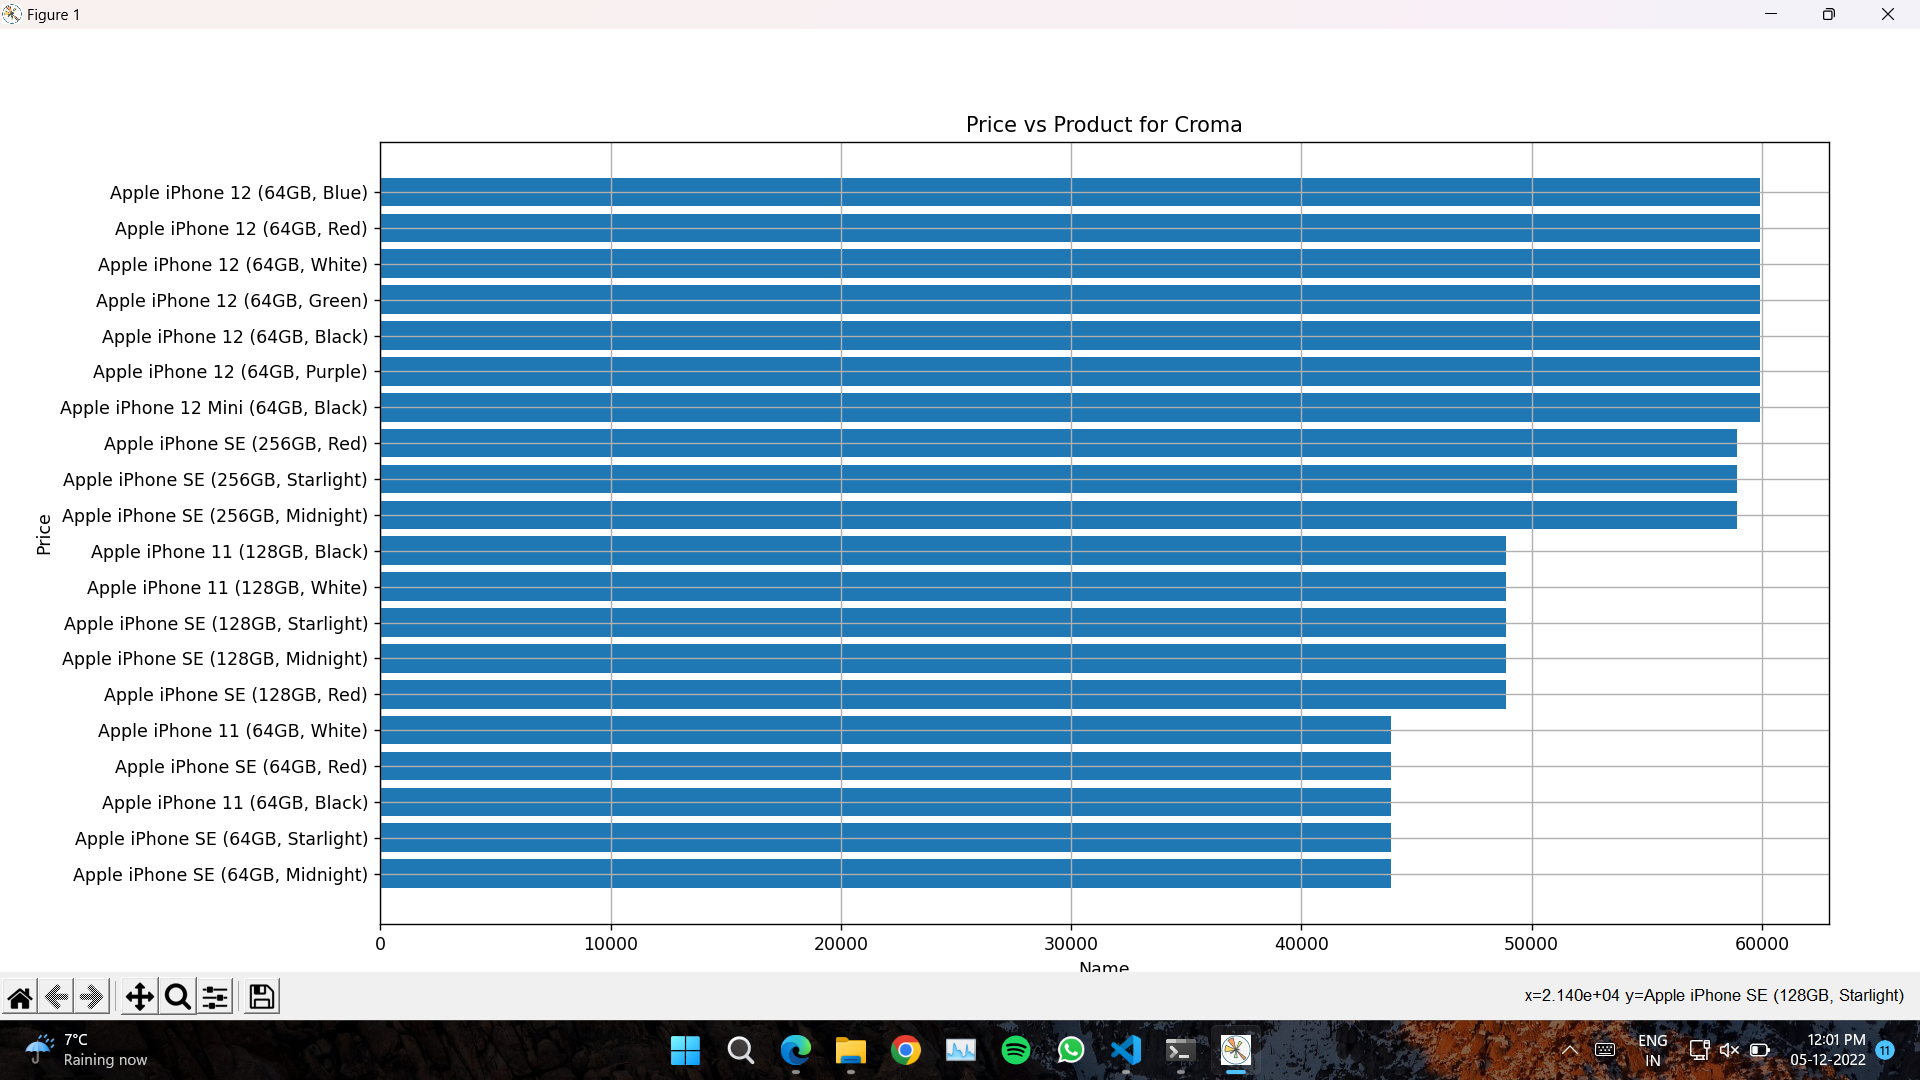 Figure 1
Price vs Product for Croma
Apple iPhone 12 (64GB, Blue)
Apple iPhone 12 (64GB, Red)
Apple iPhone 12 (64GB, White)
Apple iPhone 12 (64GB, Green)
Apple iPhone 12 (64GB, Black)
Apple iPhone 12 (64GB, Purple)
Apple iPhone 12 Mini (64GB, Black)
Apple iPhone SE (256GB, Red)
Apple iPhone SE (256GB, Starlight)
Apple iPhone SE (256GB, Midnight)
Price
Apple iPhone 11 (128GB, Black)
Apple iPhone 11 (128GB, White)
Apple iPhone SE (128GB, Starlight)
Apple iPhone SE (128GB, Midnight)
Apple iPhone SE (128GB, Red)
Apple iPhone 11 (64GB, White)
Apple iPhone SE (64GB, Red)
Apple iPhone 11 (64GB, Black)
Apple iPhone SE (64GB, Starlight)
Apple iPhone SE (64GB, Midnight)
0 10000 20000 30000 40000 50000 60000
Name
x=2.140e+04 y=Apple iPhone SE (128GB, Starlight)
7°C
Raining now
ENG
IN
12:01 PM
05-12-2022
11